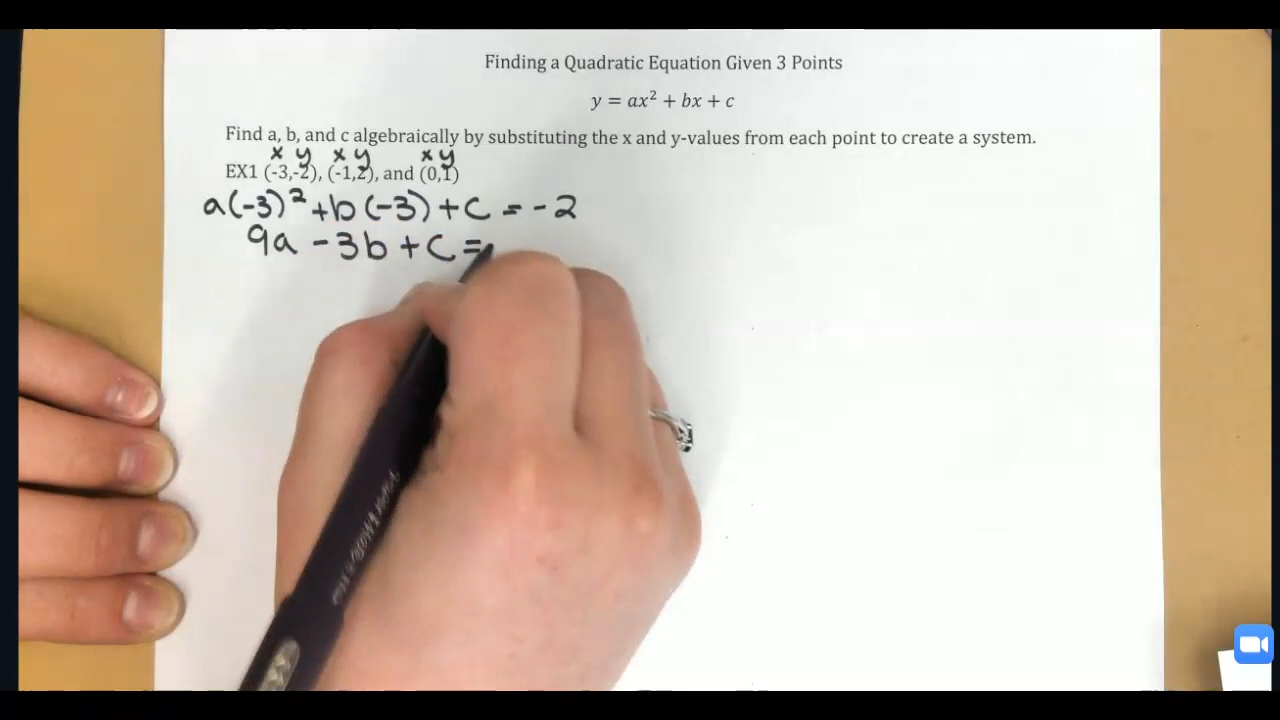 Finding a Quadratic Equation Given 3 Points
y = ax² + bx + c
Find a, b, and c algebraically by substituting the x and y-values from each point to create a system.
x y x y x y
EX1 (-3,-2), (-1,2), and (0,1)
a(-3)² + b(-3) + c = -2
9a - 3b + c =